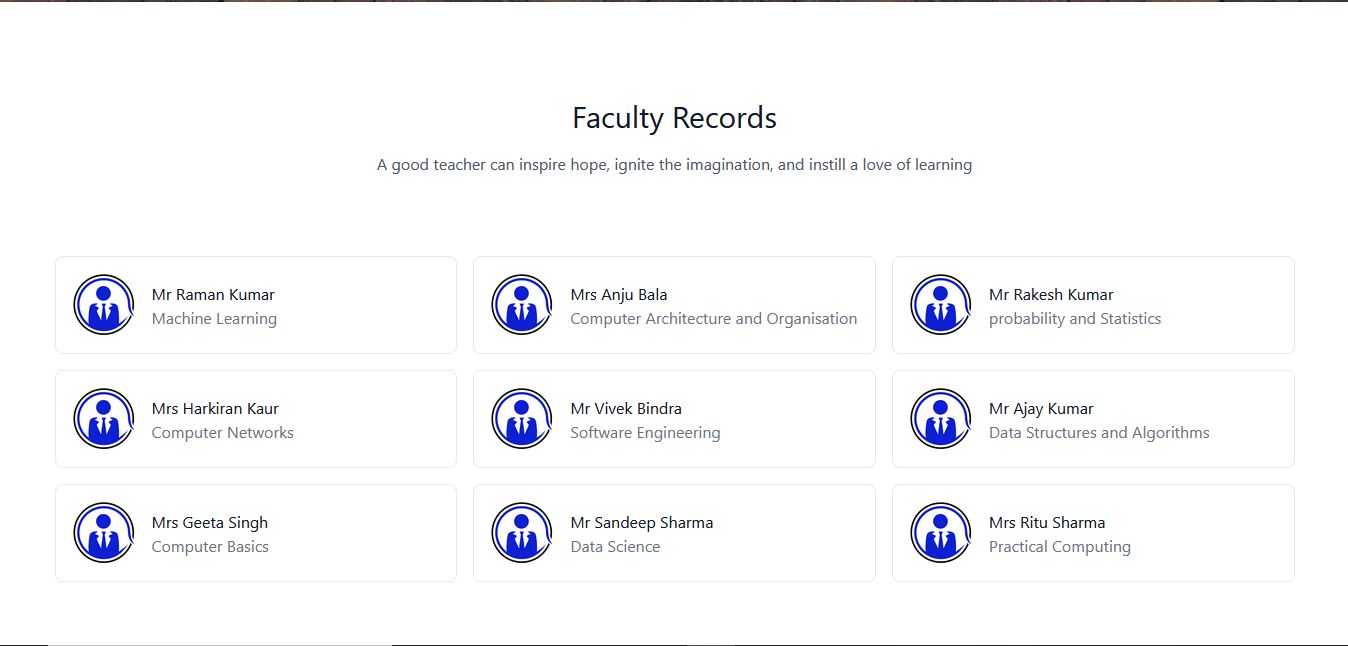 Faculty Records
A good teacher can inspire hope, ignite the imagination, and instill a love of learning
Mr Raman Kumar
Machine Learning
Mrs Anju Bala
Computer Architecture and Organisation
Mr Rakesh Kumar
probability and Statistics
Mrs Harkiran Kaur
Computer Networks
Mr Vivek Bindra
Software Engineering
Mr Ajay Kumar
Data Structures and Algorithms
Mrs Geeta Singh
Computer Basics
Mr Sandeep Sharma
Data Science
Mrs Ritu Sharma
Practical Computing